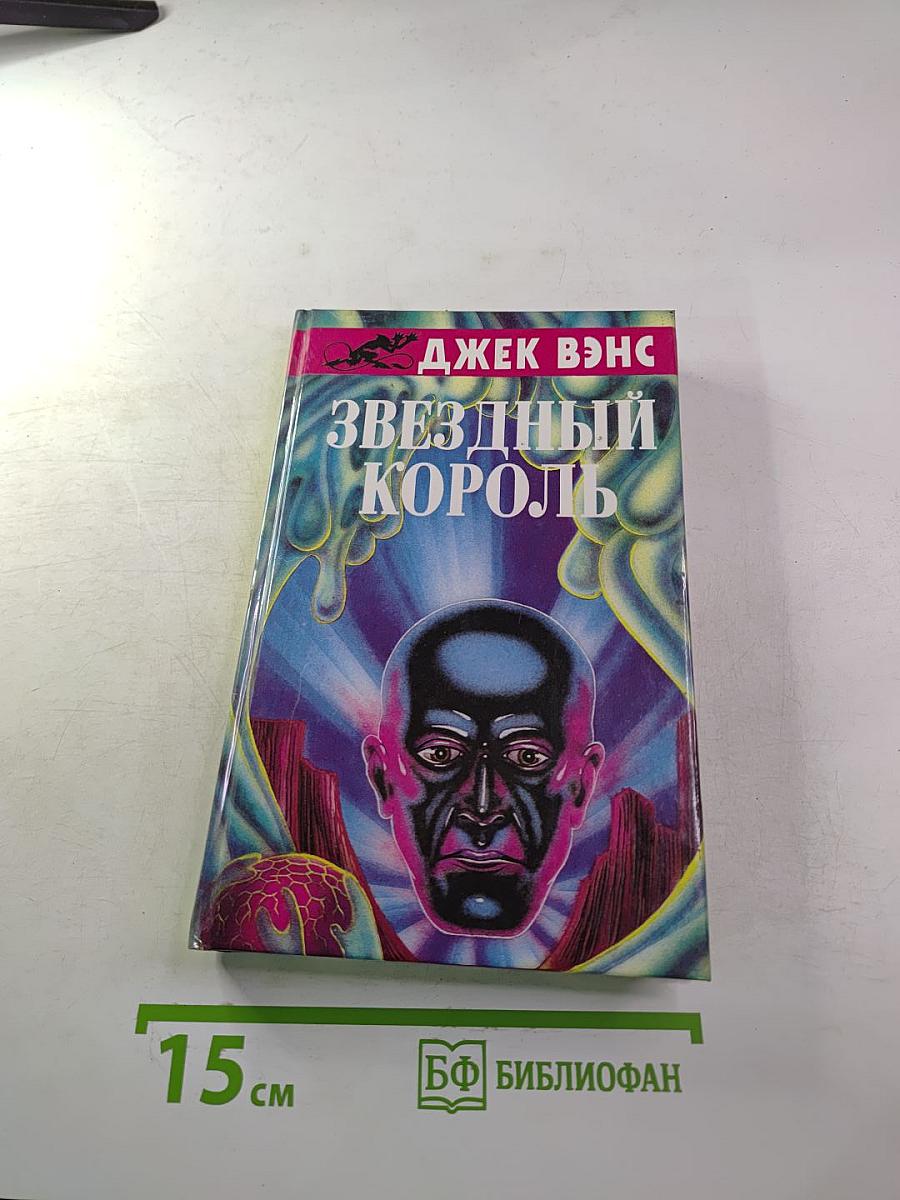 ДЖЕК ВЭНС
ЗВЕЗДНЫЙ
КОРОЛЬ
15 см
БФ БИБЛИОФАН